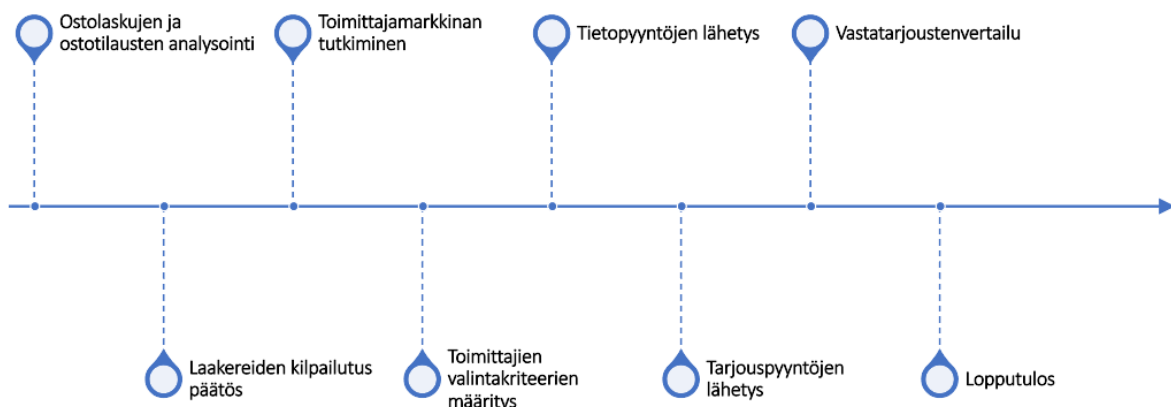 Ostolaskujen ja
ostotilausten analysointi
Toimittajamarkkinan
tutkiminen
Tietopyyntöjen lähetys
Vastatarjoustenvertailu
Laakereiden kilpailutus
päätös
Toimittajien
valintakriteerien
määritys
Tarjouspyyntöjen
lähetys
Lopputulos